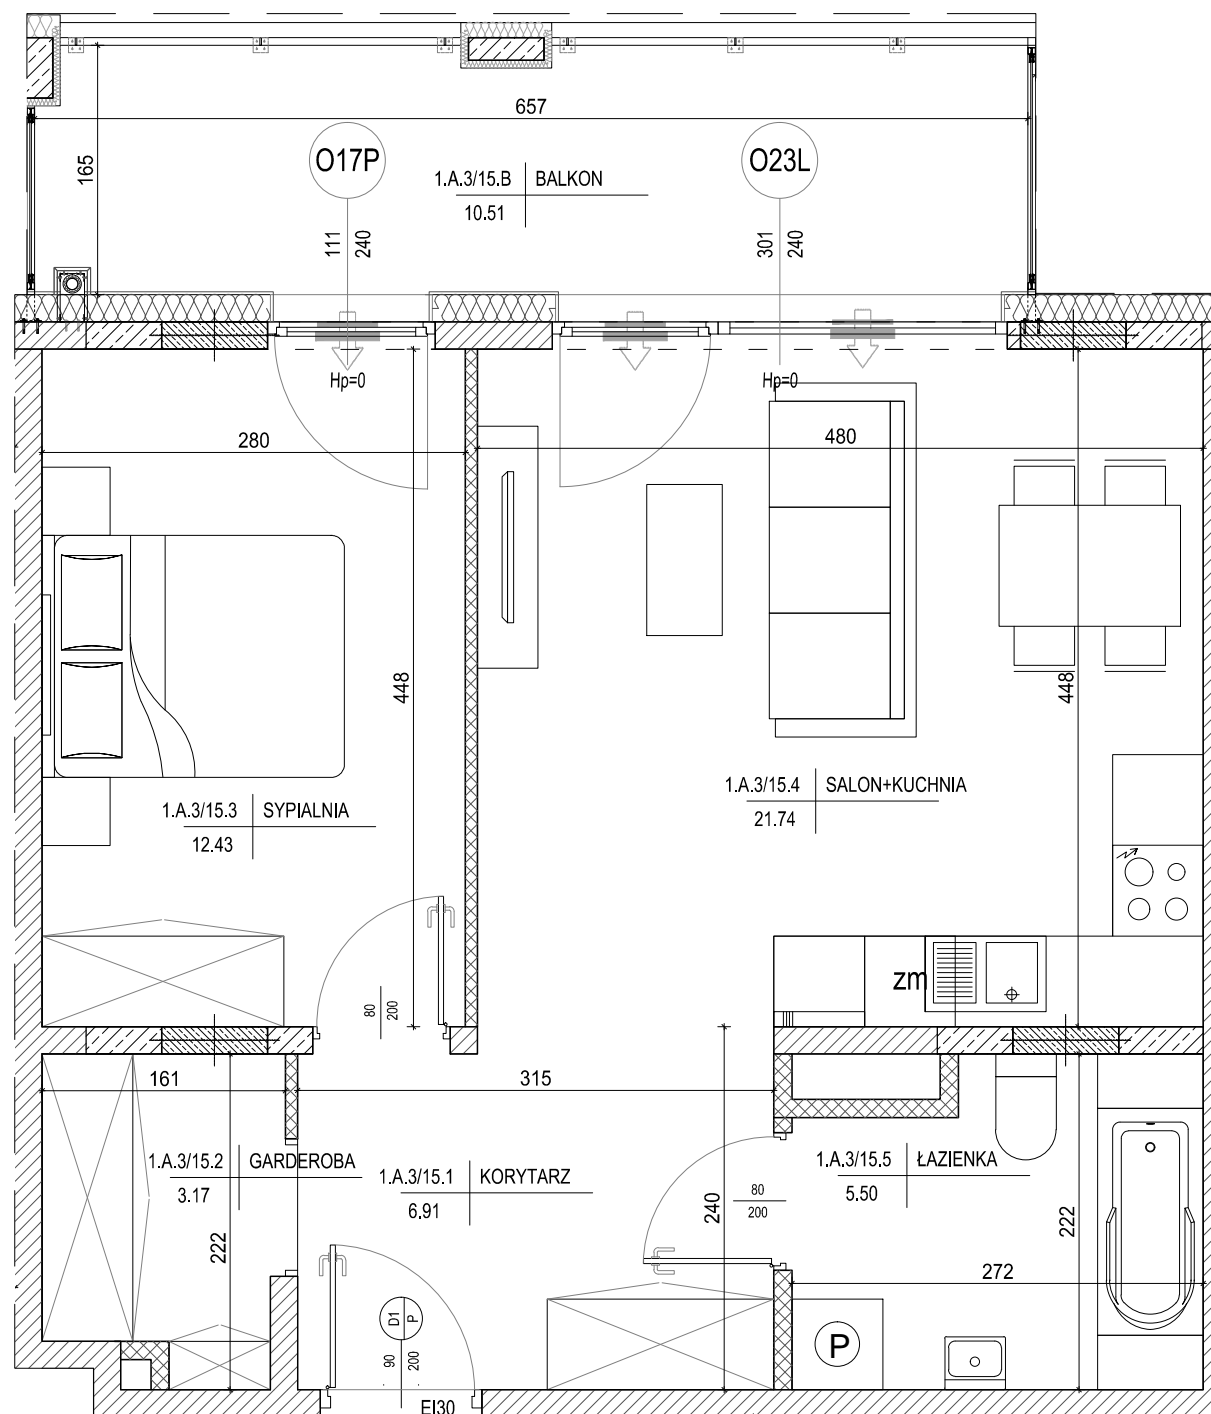 657
165
O17P
O23L
1.A.3/15.B BALKON
10.51
111
240
301
240
Hp=0
Hp=0
280
480
448
448
1.A.3/15.4 SALON+KUCHNIA
21.74
1.A.3/15.3 SYPIALNIA
12.43
zm
80
200
161
315
1.A.3/15.2 GARDEROBA
3.17
1.A.3/15.1 KORYTARZ
6.91
1.A.3/15.5 ŁAZIENKA
5.50
80
200
240
222
222
272
D1
P
90
200
P
EI30